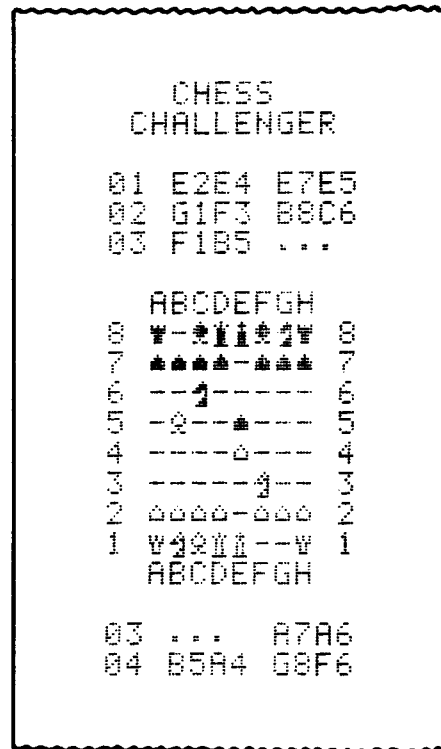 CHESS
CHALLENGER
01 E2E4 E7E5
02 G1F3 B8C6
03 F1B5 ...
ABCDEFGH
8 8
7 7
6 ------ 6
5 5
4 4
3 3
2 2
1 1
ABCDEFGH
03 ... A7A6
04 B5A4 G8F6